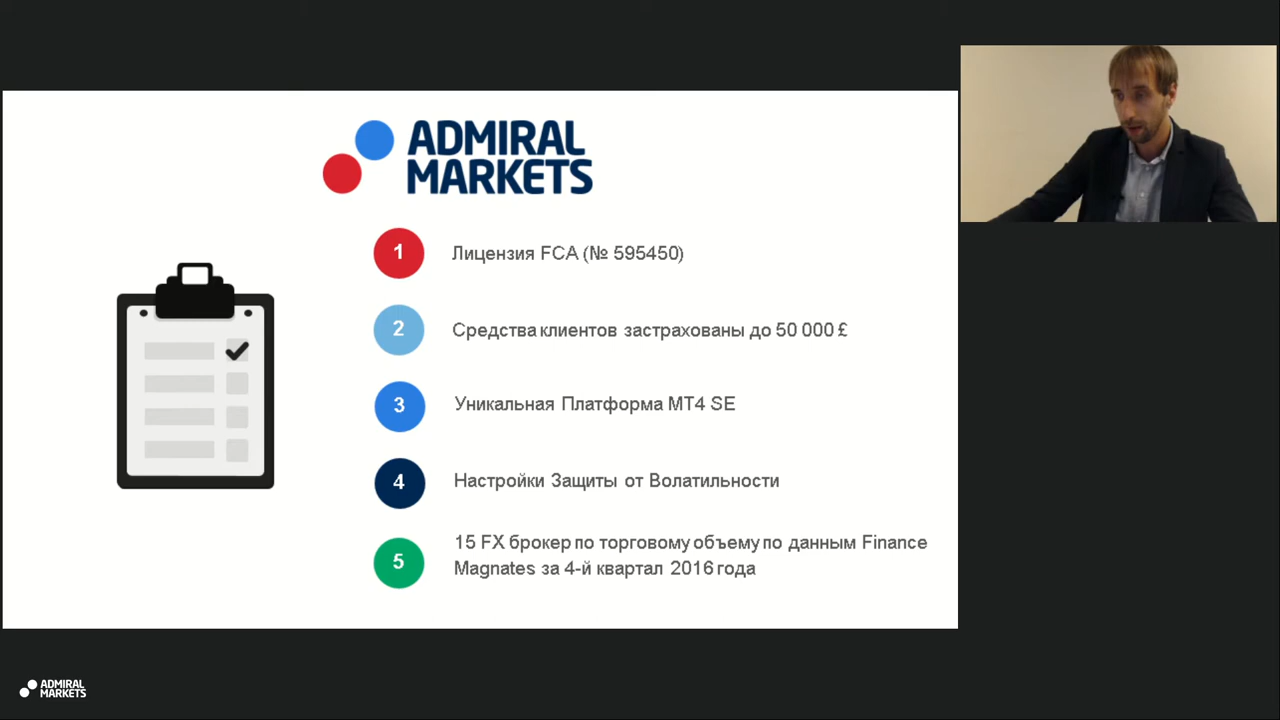 ADMIRAL
MARKETS
1 Лицензия FCA (№ 595450)
2 Средства клиентов застрахованы до 50 000 £
3 Уникальная Платформа MT4 SE
4 Настройки Защиты от Волатильности
5 15 FX брокер по торговому объему по данным Finance
Magnates за 4-й квартал 2016 года
ADMIRAL
MARKETS